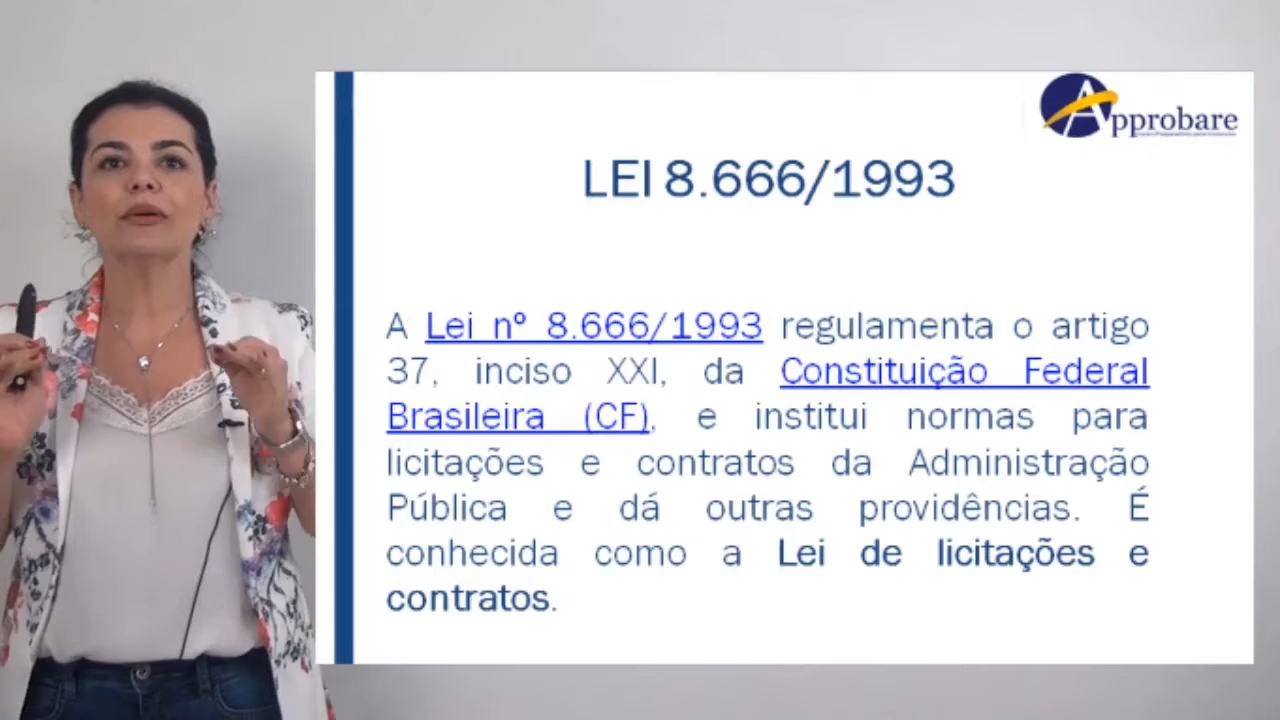 Approbare
LEI 8.666/1993
A Lei nº 8.666/1993 regulamenta o artigo
37, inciso XXI, da Constituição Federal
Brasileira (CF), e institui normas para
licitações e contratos da Administração
Pública e dá outras providências. É
conhecida como a Lei de licitações e
contratos.